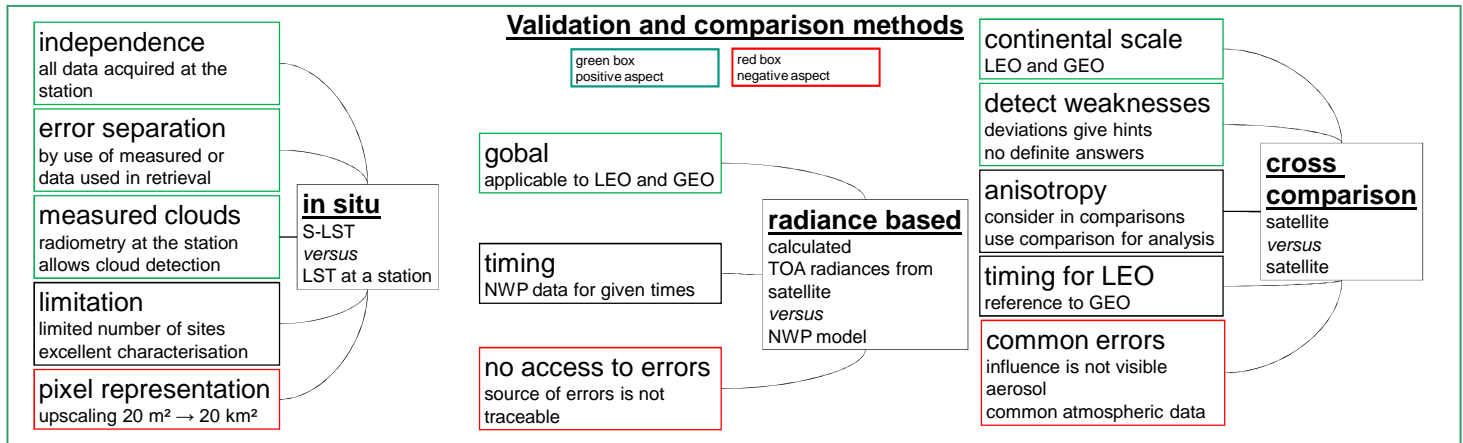 Validation and comparison methods
green box
positive aspect
red box
negative aspect
independence
all data acquired at the
station
error separation
by use of measured or
data used in retrieval
measured clouds
radiometry at the station
allows cloud detection
limitation
limited number of sites
excellent characterisation
pixel representation
upscaling 20 m² → 20 km²
in situ
S-LST
versus
LST at a station
gobal
applicable to LEO and GEO
timing
NWP data for given times
no access to errors
source of errors is not
traceable
radiance based
calculated
TOA radiances from
satellite
versus
NWP model
continental scale
LEO and GEO
detect weaknesses
deviations give hints
no definite answers
anisotropy
consider in comparisons
use comparison for analysis
timing for LEO
reference to GEO
common errors
influence is not visible
aerosol
common atmospheric data
cross
comparison
satellite
versus
satellite